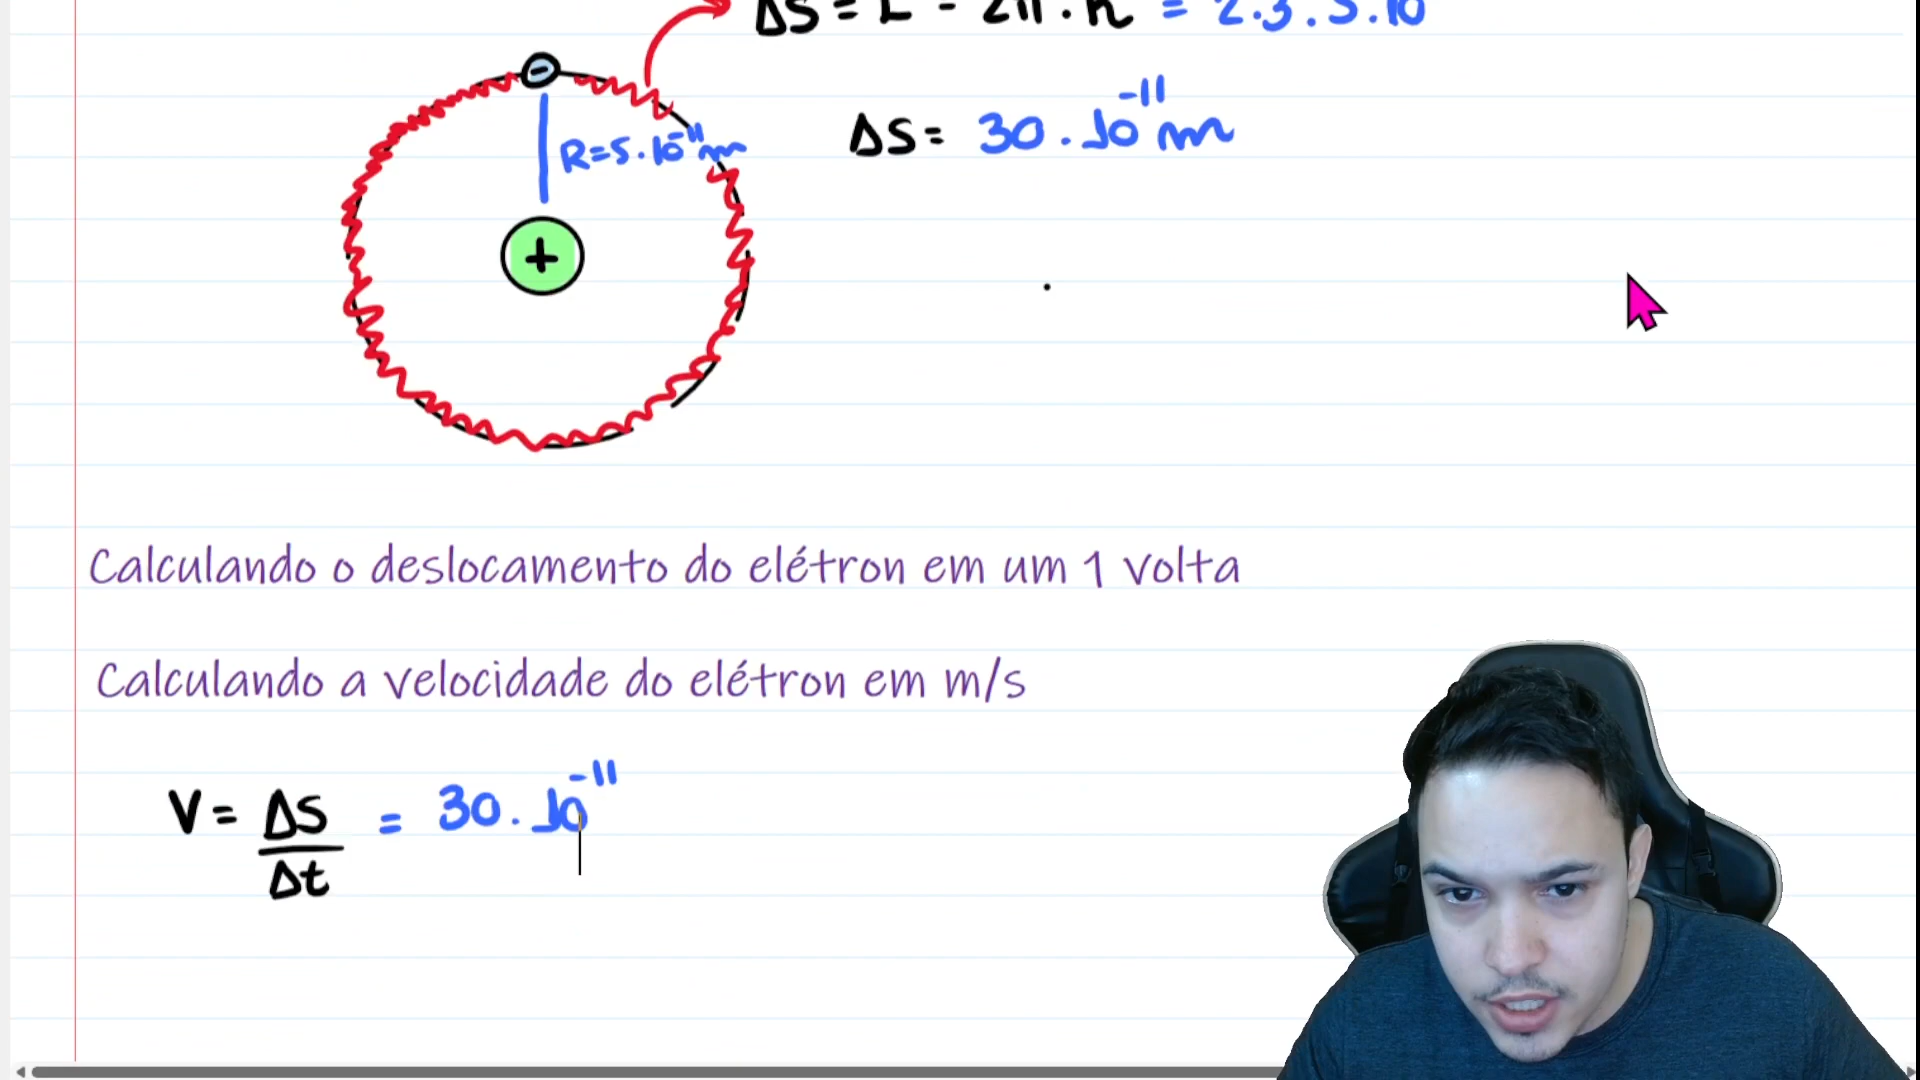 ΔS = L = 2π . R = 2.3.5.10
-
R=5.10⁻¹¹m
ΔS = 30.10⁻¹¹ m
+
Calculando o deslocamento do elétron em um 1 volta
Calculando a velocidade do elétron em m/s
V = ΔS = 30.10⁻¹¹
Δt